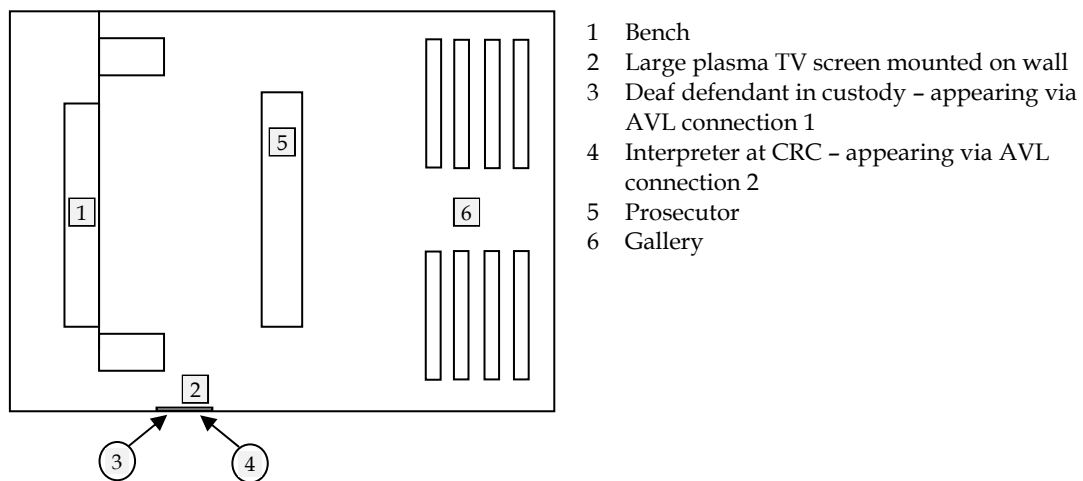 1 Bench
2 Large plasma TV screen mounted on wall
3 Deaf defendant in custody – appearing via
AVL connection 1
4 Interpreter at CRC – appearing via AVL
connection 2
5 Prosecutor
6 Gallery
5
1
6
2
3
4